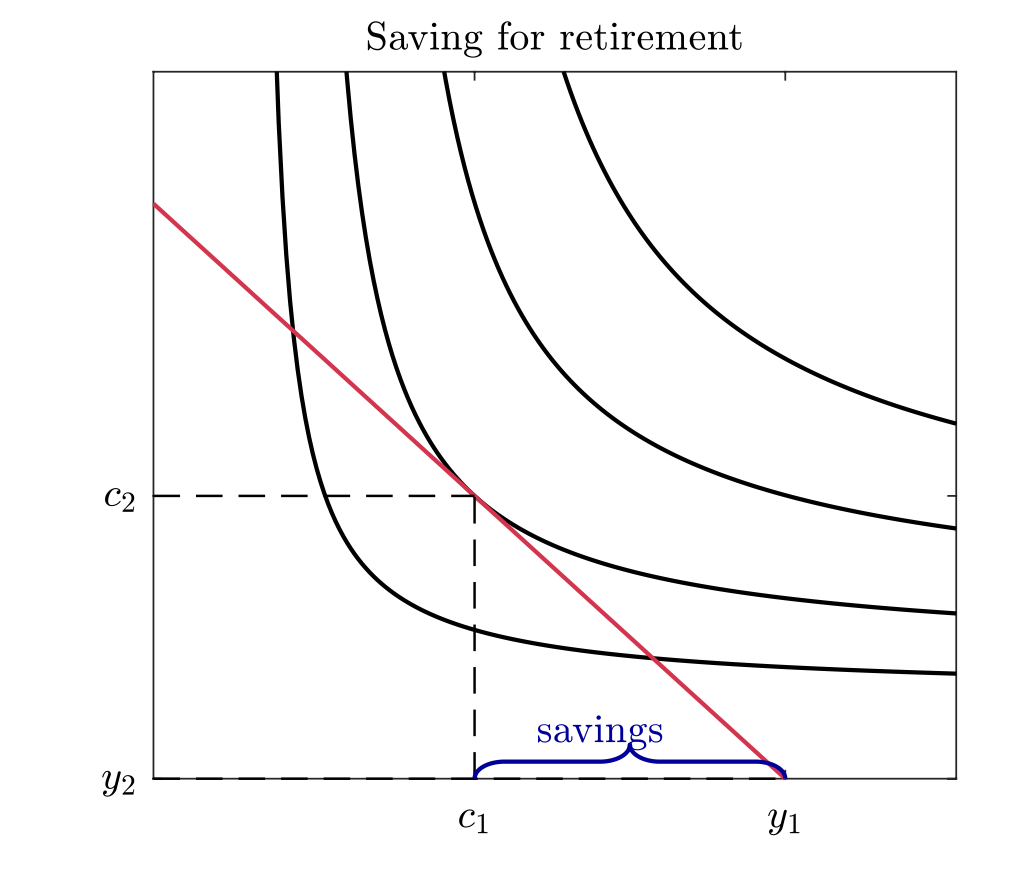 Saving for retirement
c₂
savings
y₂
c₁
y₁